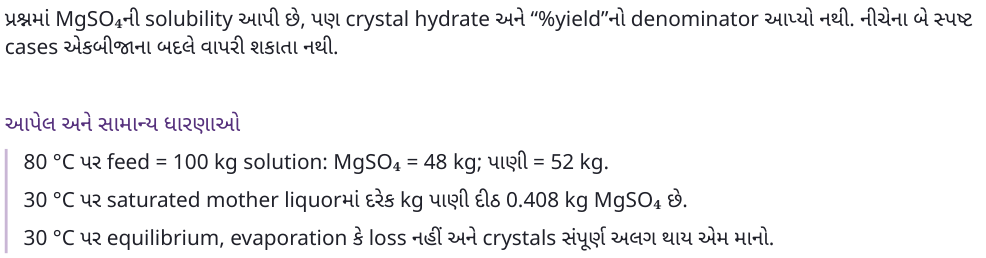 પ્રશ્નમાં MgSO₄ની solubility આપી છે, પણ crystal hydrate અને “%yield”નો denominator આપ્યો નથી. નીચેના બે સ્પષ્ટ
cases એકબીજાના બદલે વાપરી શકાતા નથી.
આપેલ અને સામાન્ય ધારણાઓ
80 °C પર feed = 100 kg solution: MgSO₄ = 48 kg; પાણી = 52 kg.
30 °C પર saturated mother liquorમાં દરેક kg પાણી દીઠ 0.408 kg MgSO₄ છે.
30 °C પર equilibrium, evaporation કે loss નહીં અને crystals સંપૂર્ણ અલગ થાય એમ માનો.